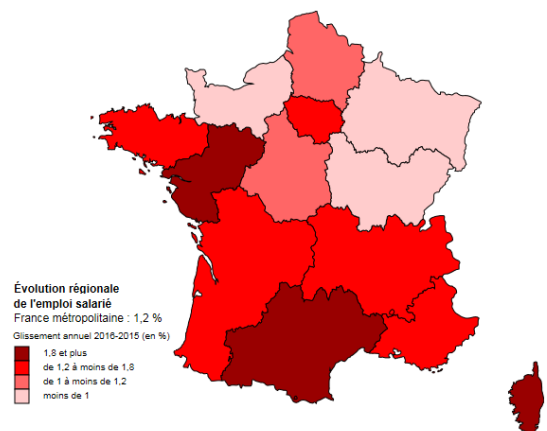 Évolution régionale
de l'emploi salarié
France métropolitaine : 1,2 %
Glissement annuel 2016-2015 (en %)
1,8 et plus
de 1,2 à moins de 1,8
de 1 à moins de 1,2
moins de 1